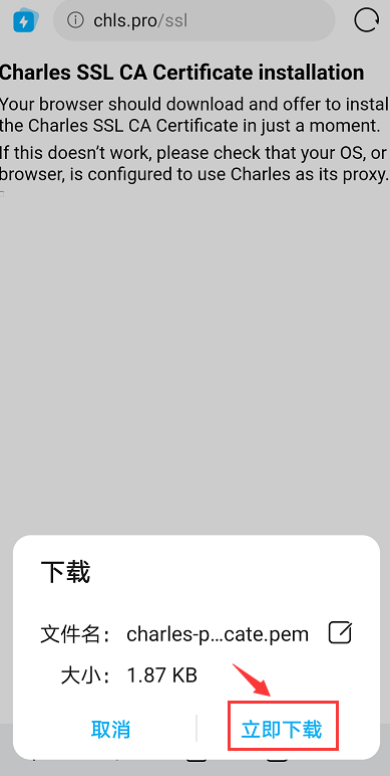 chls.pro/ssl
Charles SSL CA Certificate installation
Your browser should download and offer to instal
the Charles SSL CA Certificate in just a moment.
If this doesn’t work, please check that your OS, or
browser, is configured to use Charles as its proxy.
下载
文件名： charles-p...cate.pem
大小： 1.87 KB
取消 立即下载